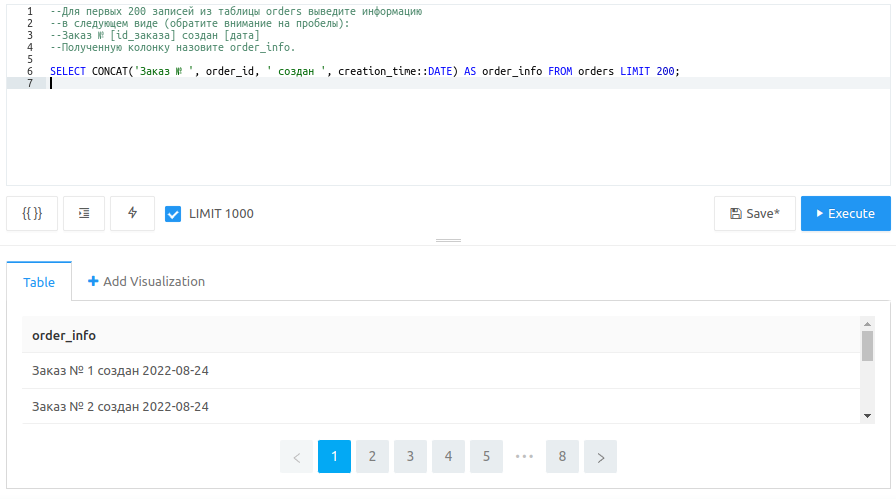 1 --Для первых 200 записей из таблицы orders выведите информацию
2 --в следующем виде (обратите внимание на пробелы):
3 --Заказ № [id_заказа] создан [дата]
4 --Полученную колонку назовите order_info.
5
6 SELECT CONCAT('Заказ № ', order_id, ' создан ', creation_time::DATE) AS order_info FROM orders LIMIT 200;
7
{{ }} LIMIT 1000 Save* Execute
Table + Add Visualization
order_info
Заказ № 1 создан 2022-08-24
Заказ № 2 создан 2022-08-24
< 1 2 3 4 5 ••• 8 >